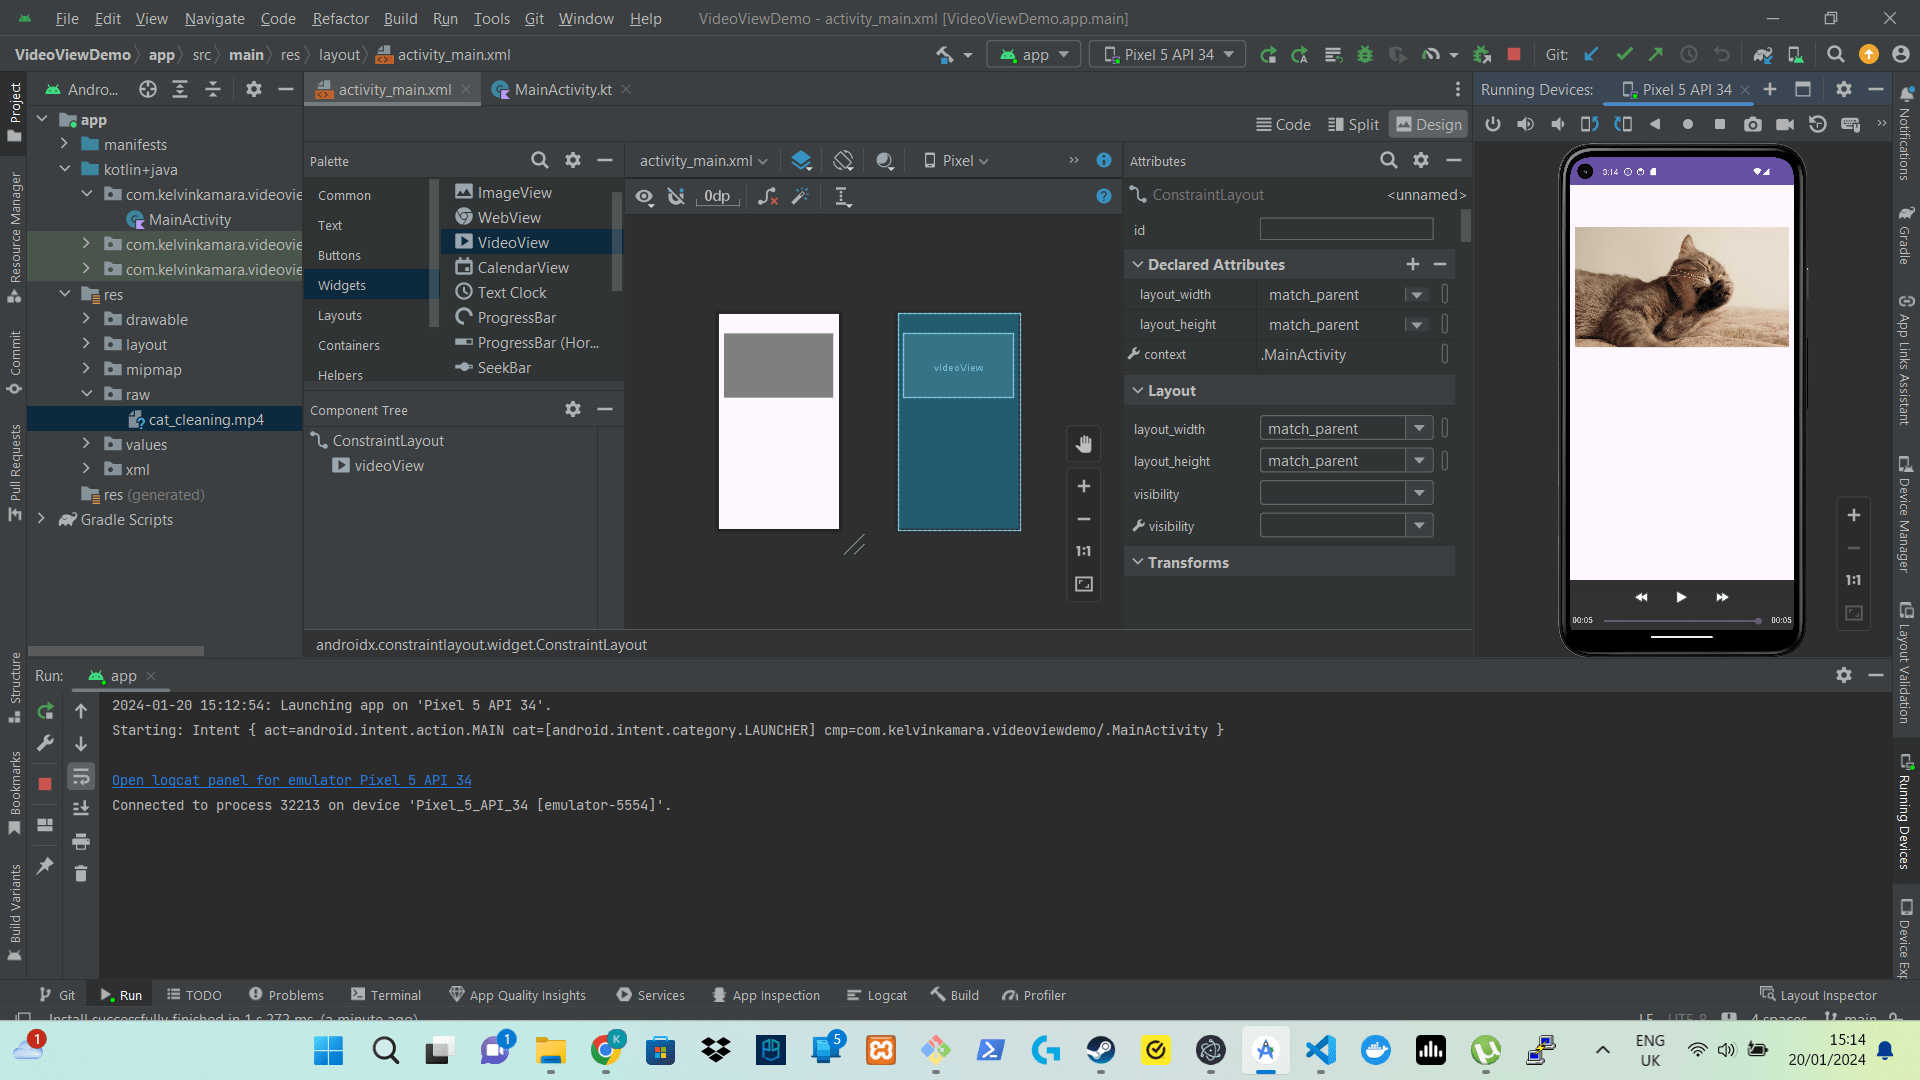 File Edit View Navigate Code Refactor Build Run Tools Git Window Help VideoViewDemo - activity_main.xml [VideoViewDemo.app.main]
VideoViewDemo app src main res layout activity_main.xml app Pixel 5 API 34 Git:
Project
Andro...
activity_main.xml MainActivity.kt
Running Devices: Pixel 5 API 34
Code Split Design
app
manifests
kotlin+java
com.kelvinkamara.videovie
MainActivity
com.kelvinkamara.videovie
com.kelvinkamara.videovie
res
drawable
layout
mipmap
raw
cat_cleaning.mp4
values
xml
res (generated)
Gradle Scripts
Resource Manager
Commit
Pull Requests
Structure
Bookmarks
Build Variants
Palette
Common
Text
Buttons
Widgets
Layouts
Containers
Helpers
ImageView
WebView
VideoView
CalendarView
Text Clock
ProgressBar
ProgressBar (Hor...
SeekBar
Component Tree
ConstraintLayout
videoView
activity_main.xml Pixel
0dp
videoView
1:1
androidx.constraintlayout.widget.ConstraintLayout
Attributes
ConstraintLayout <unnamed>
id
Declared Attributes
layout_width match_parent
layout_height match_parent
context .MainActivity
Layout
layout_width match_parent
layout_height match_parent
visibility
visibility
Transforms
3:14
00:05 00:05
1:1
Notifications
Gradle
App Links Assistant
Device Manager
Layout Validation
Running Devices
Device Exp
Run: app
2024-01-20 15:12:54: Launching app on 'Pixel 5 API 34'.
Starting: Intent { act=android.intent.action.MAIN cat=[android.intent.category.LAUNCHER] cmp=com.kelvinkamara.videoviewdemo/.MainActivity }
Open logcat panel for emulator Pixel 5 API 34
Connected to process 32213 on device 'Pixel_5_API_34 [emulator-5554]'.
Git Run TODO Problems Terminal App Quality Insights Services App Inspection Logcat Build Profiler Layout Inspector
Install successfully finished in 1 s 272 ms. (a minute ago) LF UTF-8 4 spaces main
1
1
K
5
ENG
UK
15:14
20/01/2024